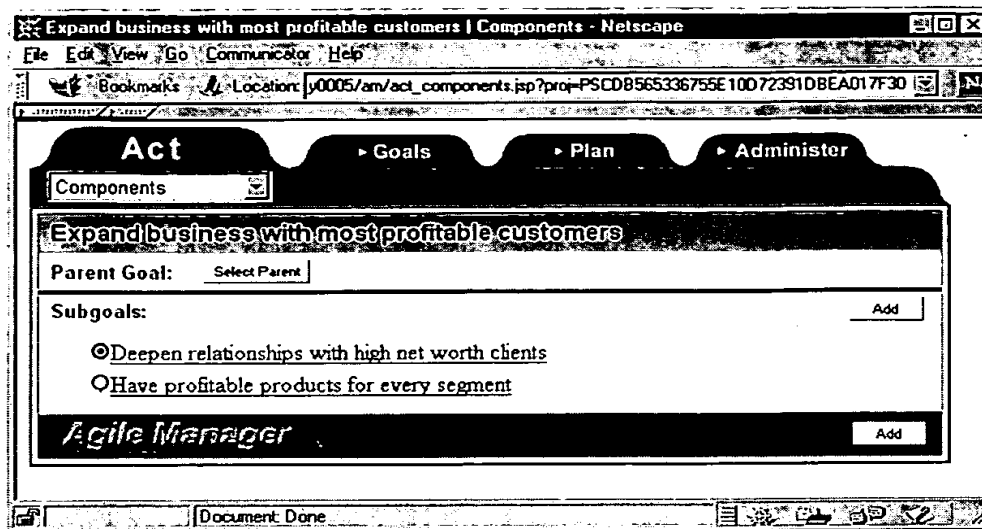 Expand business with most profitable customers | Components - Netscape
File Edit View Go Communicator Help
Bookmarks Location: y0005/am/act_components.jsp?proj=PSCDB565336755E10D72391DBEA017F30 N
Act ▸ Goals ▸ Plan ▸ Administer
Components
Expand business with most profitable customers
Parent Goal: Select Parent
Subgoals: Add
Deepen relationships with high net worth clients
Have profitable products for every segment
Agile Manager Add
Document: Done